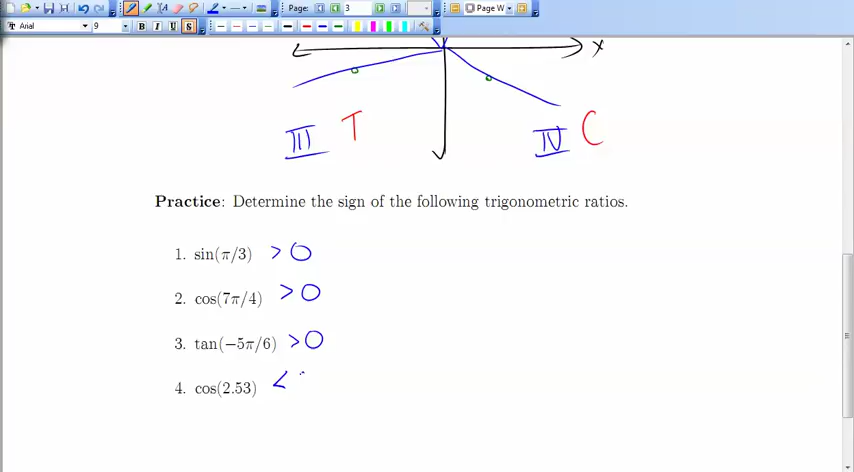 Page: 3 Page W
Arial 9 B I U S
x
III T IV C
Practice: Determine the sign of the following trigonometric ratios.
1. sin(π/3) > 0
2. cos(7π/4) > 0
3. tan(−5π/6) > 0
4. cos(2.53) <